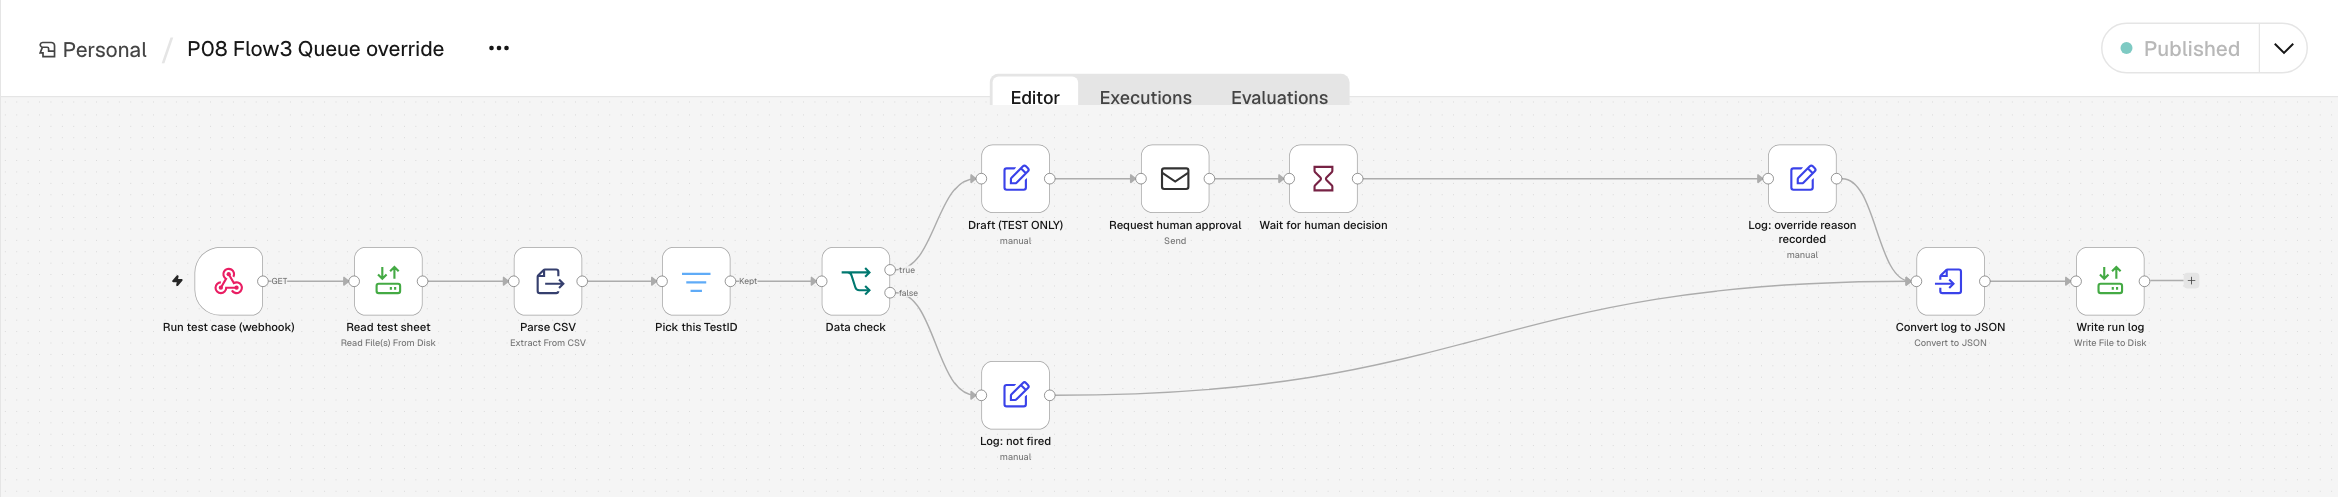 Personal / P08 Flow3 Queue override ...
Published
Editor Executions Evaluations
Draft (TEST ONLY)
manual
Request human approval
Send
Wait for human decision
Log: override reason
recorded
manual
GET
Kept
true
false
Run test case (webhook)
Read test sheet
Read File(s) From Disk
Parse CSV
Extract From CSV
Pick this TestID
Data check
Convert log to JSON
Convert to JSON
Write run log
Write File to Disk
+
Log: not fired
manual